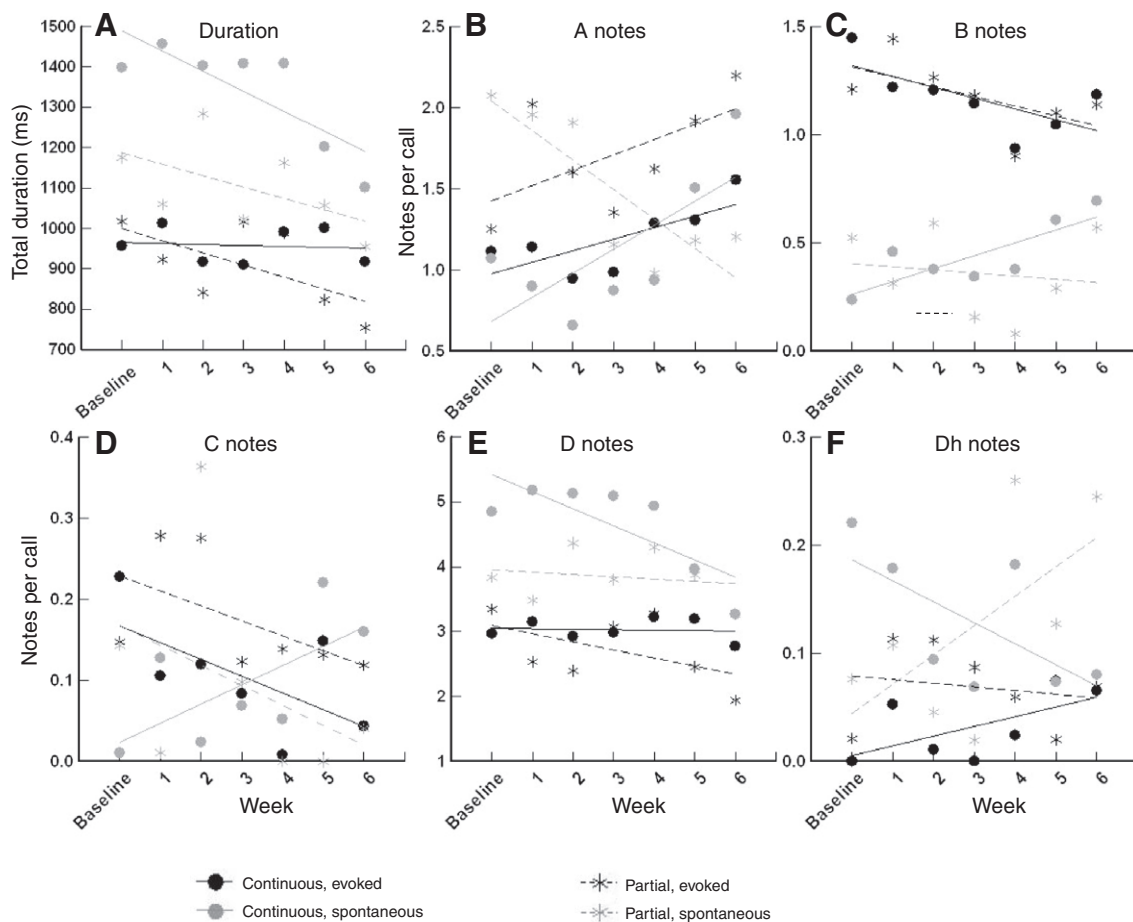 A Duration
1500
1400
1300
1200
1100
1000
900
800
700
Total duration (ms)
Baseline 1 2 3 4 5 6
B A notes
2.5
2.0
1.5
1.0
0.5
Notes per call
Baseline 1 2 3 4 5 6
C B notes
1.5
1.0
0.5
0.0
Baseline 1 2 3 4 5 6
D C notes
0.4
0.3
0.2
0.1
0.0
Notes per call
Baseline 1 2 3 4 5 6
Week
E D notes
6
5
4
3
2
1
Baseline 1 2 3 4 5 6
Week
F Dh notes
0.3
0.2
0.1
0.0
Baseline 1 2 3 4 5 6
Week
Continuous, evoked
Continuous, spontaneous
Partial, evoked
Partial, spontaneous